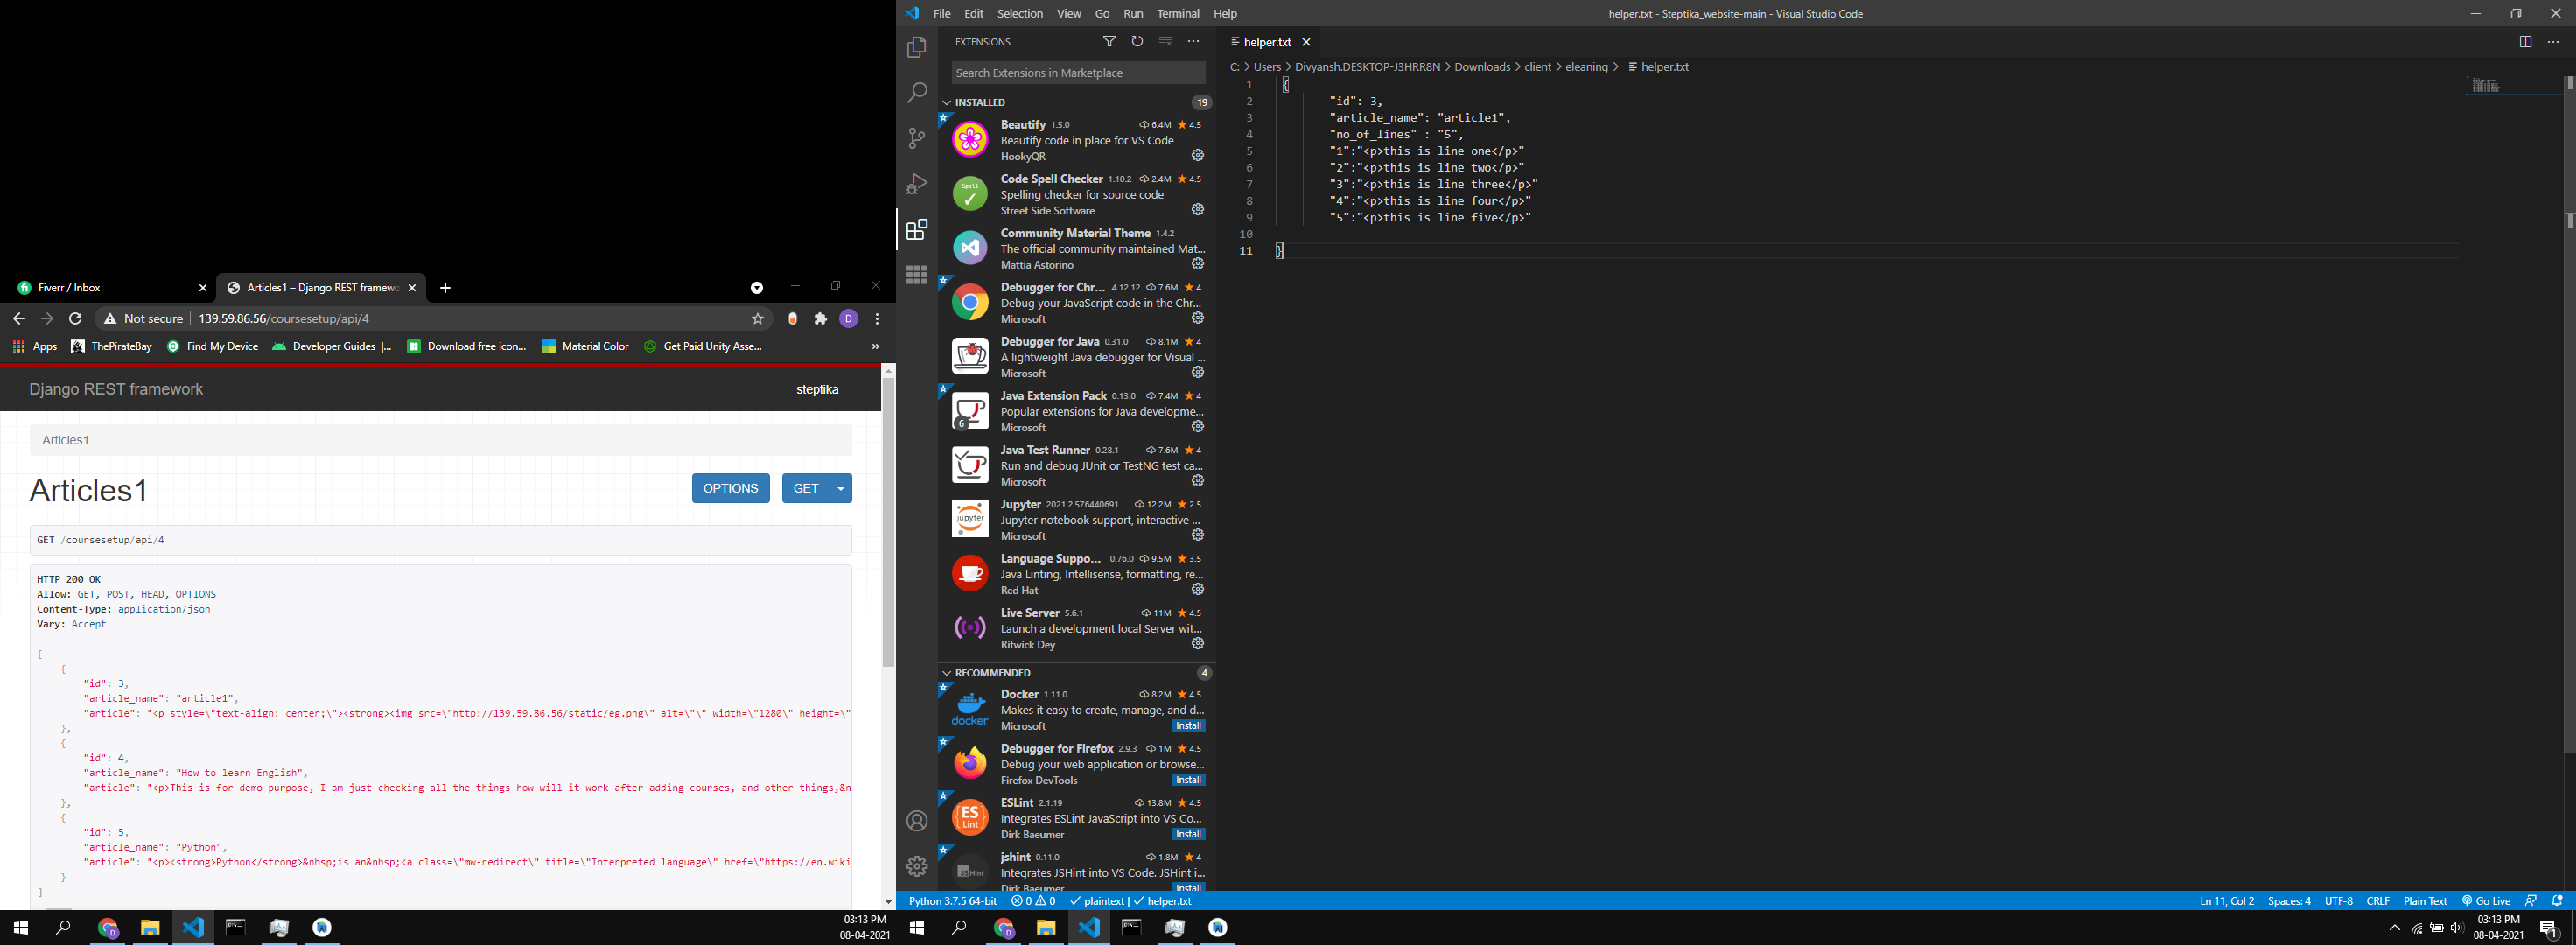 Fiverr / Inbox
Articles1 – Django REST framewo
Not secure
139.59.86.56/coursesetup/api/4
D
Apps
ThePirateBay
Find My Device
Developer Guides |...
Download free icon...
Material Color
Get Paid Unity Asse...
»
Django REST framework
steptika
Articles1
Articles1
OPTIONS
GET
GET /coursesetup/api/4
HTTP 200 OK
Allow: GET, POST, HEAD, OPTIONS
Content-Type: application/json
Vary: Accept
[
{
"id": 3,
"article_name": "article1",
"article": "<p style=\"text-align: center;\"><strong><img src=\"http://139.59.86.56/static/eg.png\" alt=\"\" width=\"1280\" height=\"
},
{
"id": 4,
"article_name": "How to learn English",
"article": "<p>This is for demo purpose, I am just checking all the things how will it work after adding courses, and other things,&n
},
{
"id": 5,
"article_name": "Python",
"article": "<p><strong>Python</strong>&nbsp;is an&nbsp;<a class=\"mw-redirect\" title=\"Interpreted language\" href=\"https://en.wiki
}
]
03:13 PM
08-04-2021
File Edit Selection View Go Run Terminal Help
helper.txt - Steptika_website-main - Visual Studio Code
EXTENSIONS
Search Extensions in Marketplace
INSTALLED 19
Beautify 1.5.0 6.4M 4.5
Beautify code in place for VS Code
HookyQR
Code Spell Checker 1.10.2 2.4M 4.5
Spelling checker for source code
Street Side Software
Community Material Theme 1.4.2
The official community maintained Mat...
Mattia Astorino
Debugger for Chr... 4.12.12 7.6M 4
Debug your JavaScript code in the Chr...
Microsoft
Debugger for Java 0.31.0 8.1M 4
A lightweight Java debugger for Visual ...
Microsoft
Java Extension Pack 0.13.0 7.4M 4
Popular extensions for Java developme...
6
Microsoft
Java Test Runner 0.28.1 7.6M 4
Run and debug JUnit or TestNG test ca...
Microsoft
Jupyter 2021.2.576440691 12.2M 2.5
jupyter
Jupyter notebook support, interactive ...
Microsoft
Language Suppo... 0.76.0 9.5M 3.5
Java Linting, Intellisense, formatting, re...
Red Hat
Live Server 5.6.1 11M 4.5
Launch a development local Server wit...
Ritwick Dey
RECOMMENDED 4
Docker 1.11.0 8.2M 4.5
Makes it easy to create, manage, and d...
docker
Microsoft Install
Debugger for Firefox 2.9.3 1M 4.5
Debug your web application or browse...
Firefox DevTools Install
ESLint 2.1.19 13.8M 4.5
ES Lint
Integrates ESLint JavaScript into VS Co...
Dirk Baeumer Install
jshint 0.11.0 1.8M 4
JSHint
Integrates JSHint into VS Code. JSHint i...
Dirk Baeumer Install
helper.txt
C: > Users > Divyansh.DESKTOP-J3HRR8N > Downloads > client > eleaning > helper.txt
1 {
2 "id": 3,
3 "article_name": "article1",
4 "no_of_lines" : "5",
5 "1":"<p>this is line one</p>"
6 "2":"<p>this is line two</p>"
7 "3":"<p>this is line three</p>"
8 "4":"<p>this is line four</p>"
9 "5":"<p>this is line five</p>"
10
11 }
Python 3.7.5 64-bit 0 0 plaintext | helper.txt
Ln 11, Col 2 Spaces: 4 UTF-8 CRLF Plain Text Go Live
03:13 PM
08-04-2021
1